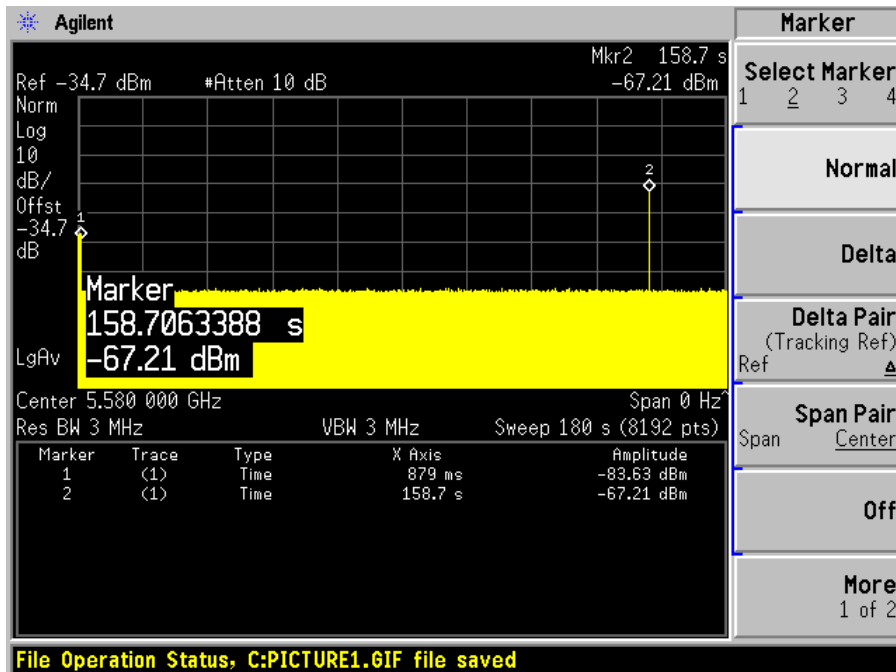 Agilent
Marker
Mkr2 158.7 s
Ref -34.7 dBm #Atten 10 dB -67.21 dBm
Norm
Log
10
dB/
Offst
-34.7
dB
LgAv
1
2
Marker
158.7063388 s
-67.21 dBm
Center 5.580 000 GHz Span 0 Hz^
Res BW 3 MHz VBW 3 MHz Sweep 180 s (8192 pts)
Marker Trace Type X Axis Amplitude
1 (1) Time 879 ms -83.63 dBm
2 (1) Time 158.7 s -67.21 dBm
Select Marker
1 2 3 4
Normal
Delta
Delta Pair
(Tracking Ref)
Ref Δ
Span Pair
Span Center
Off
More
1 of 2
File Operation Status, C:PICTURE1.GIF file saved